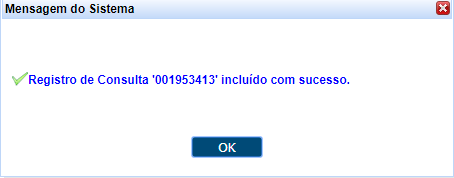 Mensagem do Sistema
Registro de Consulta '001953413' incluído com sucesso.
OK